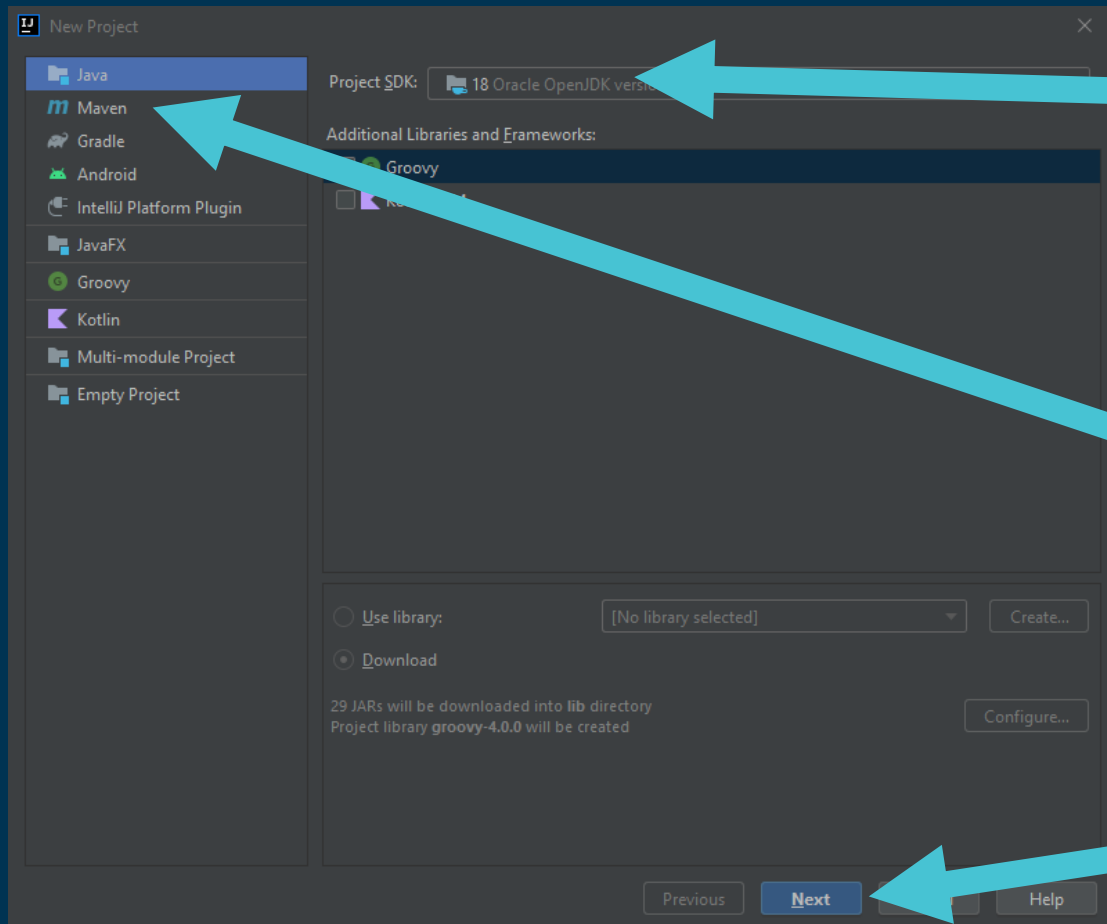 New Project
Java
Maven
Gradle
Android
IntelliJ Platform Plugin
JavaFX
Groovy
Kotlin
Multi-module Project
Empty Project
Project SDK:
18 Oracle OpenJDK
Additional Libraries and Frameworks:
Groovy
Use library:
[No library selected]
Create...
Download
29 JARs will be downloaded into lib directory
Project library groovy-4.0.0 will be created
Configure...
Previous
Next
Help